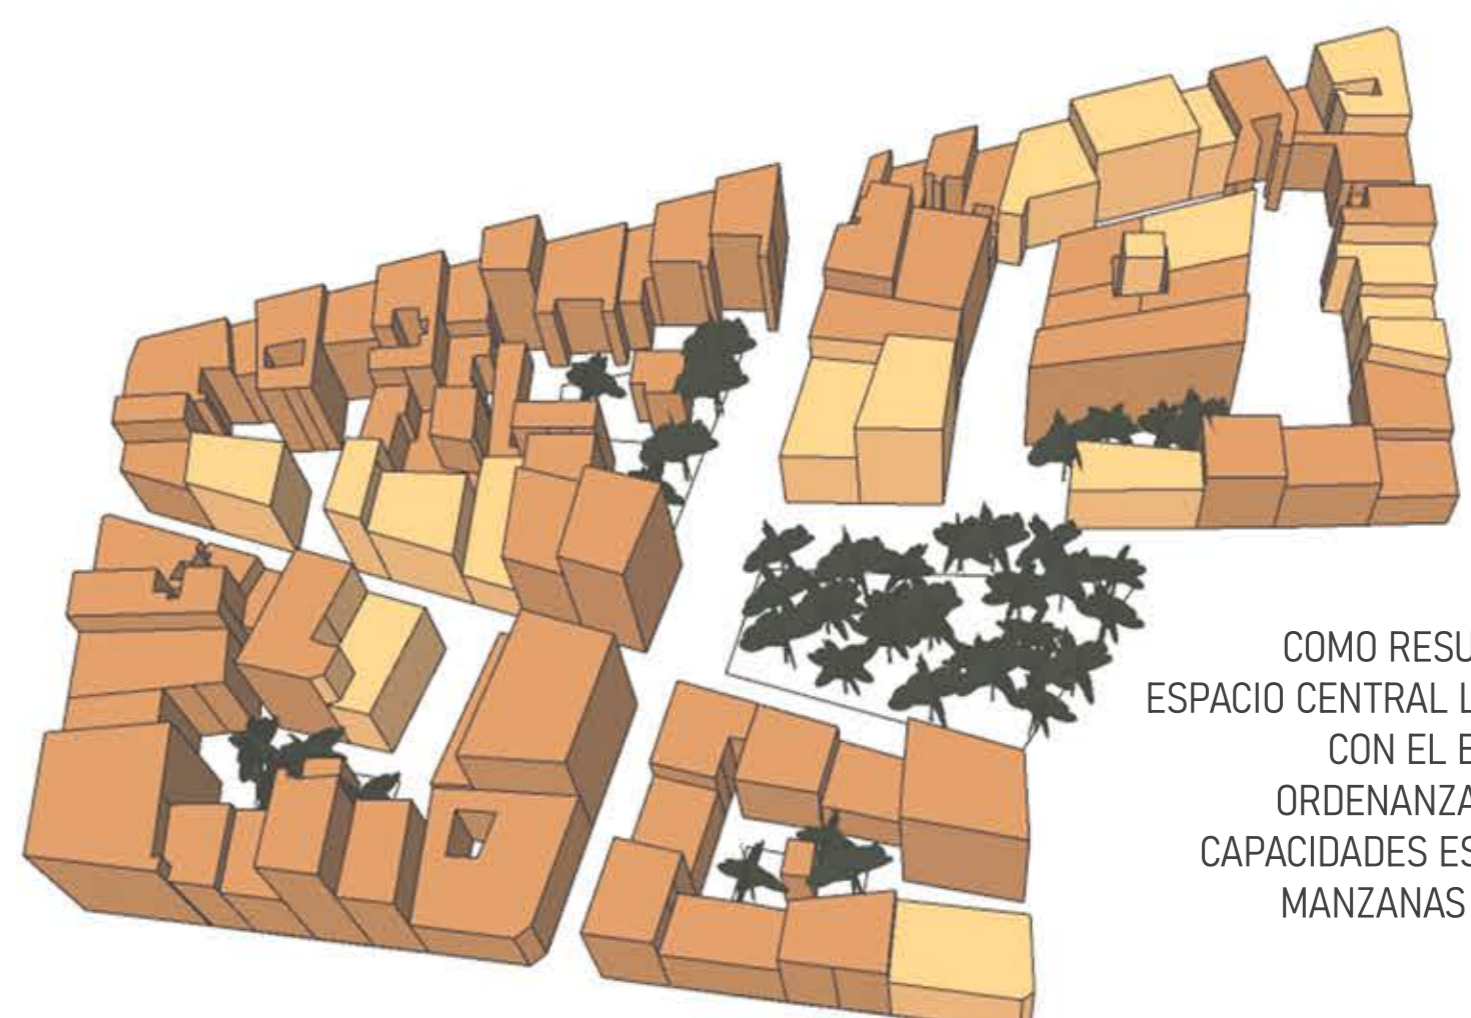 COMO RESU
ESPACIO CENTRAL L
CON EL E
ORDENANZA
CAPACIDADES ES
MANZANAS